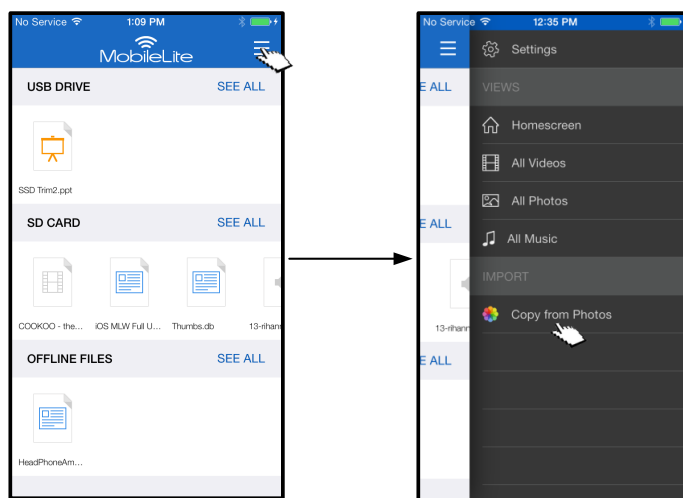 No Service 1:09 PM
MobileLite
USB DRIVE SEE ALL
SSD Trim2.ppt
SD CARD SEE ALL
COOKOO - the... iOS MLW Full U... Thumbs.db 13-rihann
OFFLINE FILES SEE ALL
HeadPhoneAm...
No Service 12:35 PM
Settings
E ALL VIEWS
Homescreen
All Videos
All Photos
E ALL
All Music
IMPORT
Copy from Photos
13-rihann
E ALL